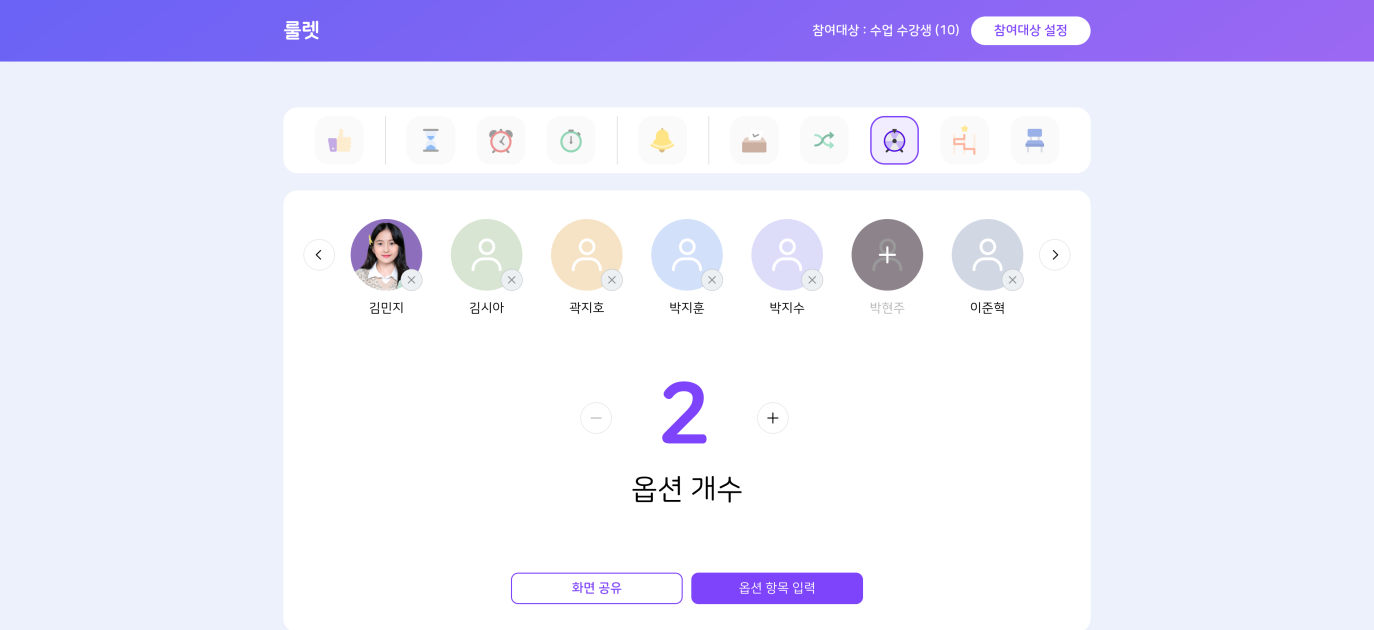 룰렛
참여대상 : 수업 수강생 (10)
참여대상 설정
김민지
김시아
곽지호
박지훈
박지수
박현주
이준혁
2
옵션 개수
화면 공유
옵션 항목 입력